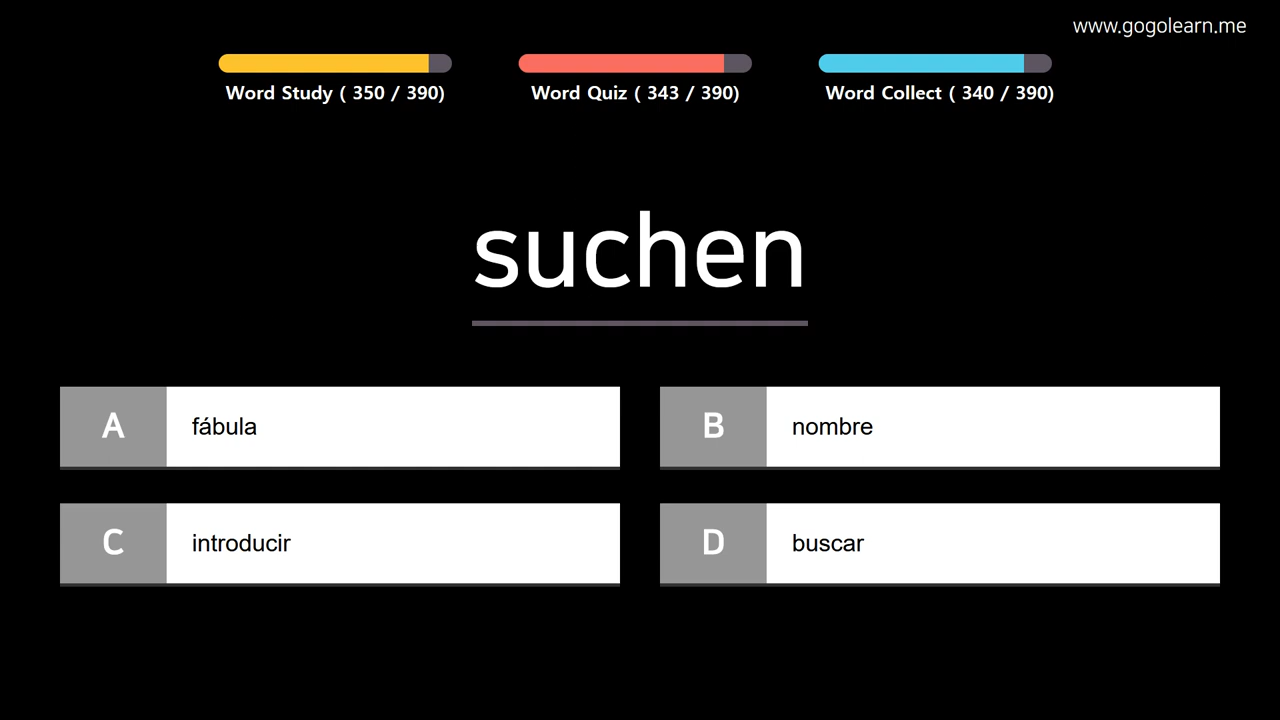 www.gogolearn.me
Word Study ( 350 / 390)
Word Quiz ( 343 / 390)
Word Collect ( 340 / 390)
suchen
A
fábula
B
nombre
C
introducir
D
buscar